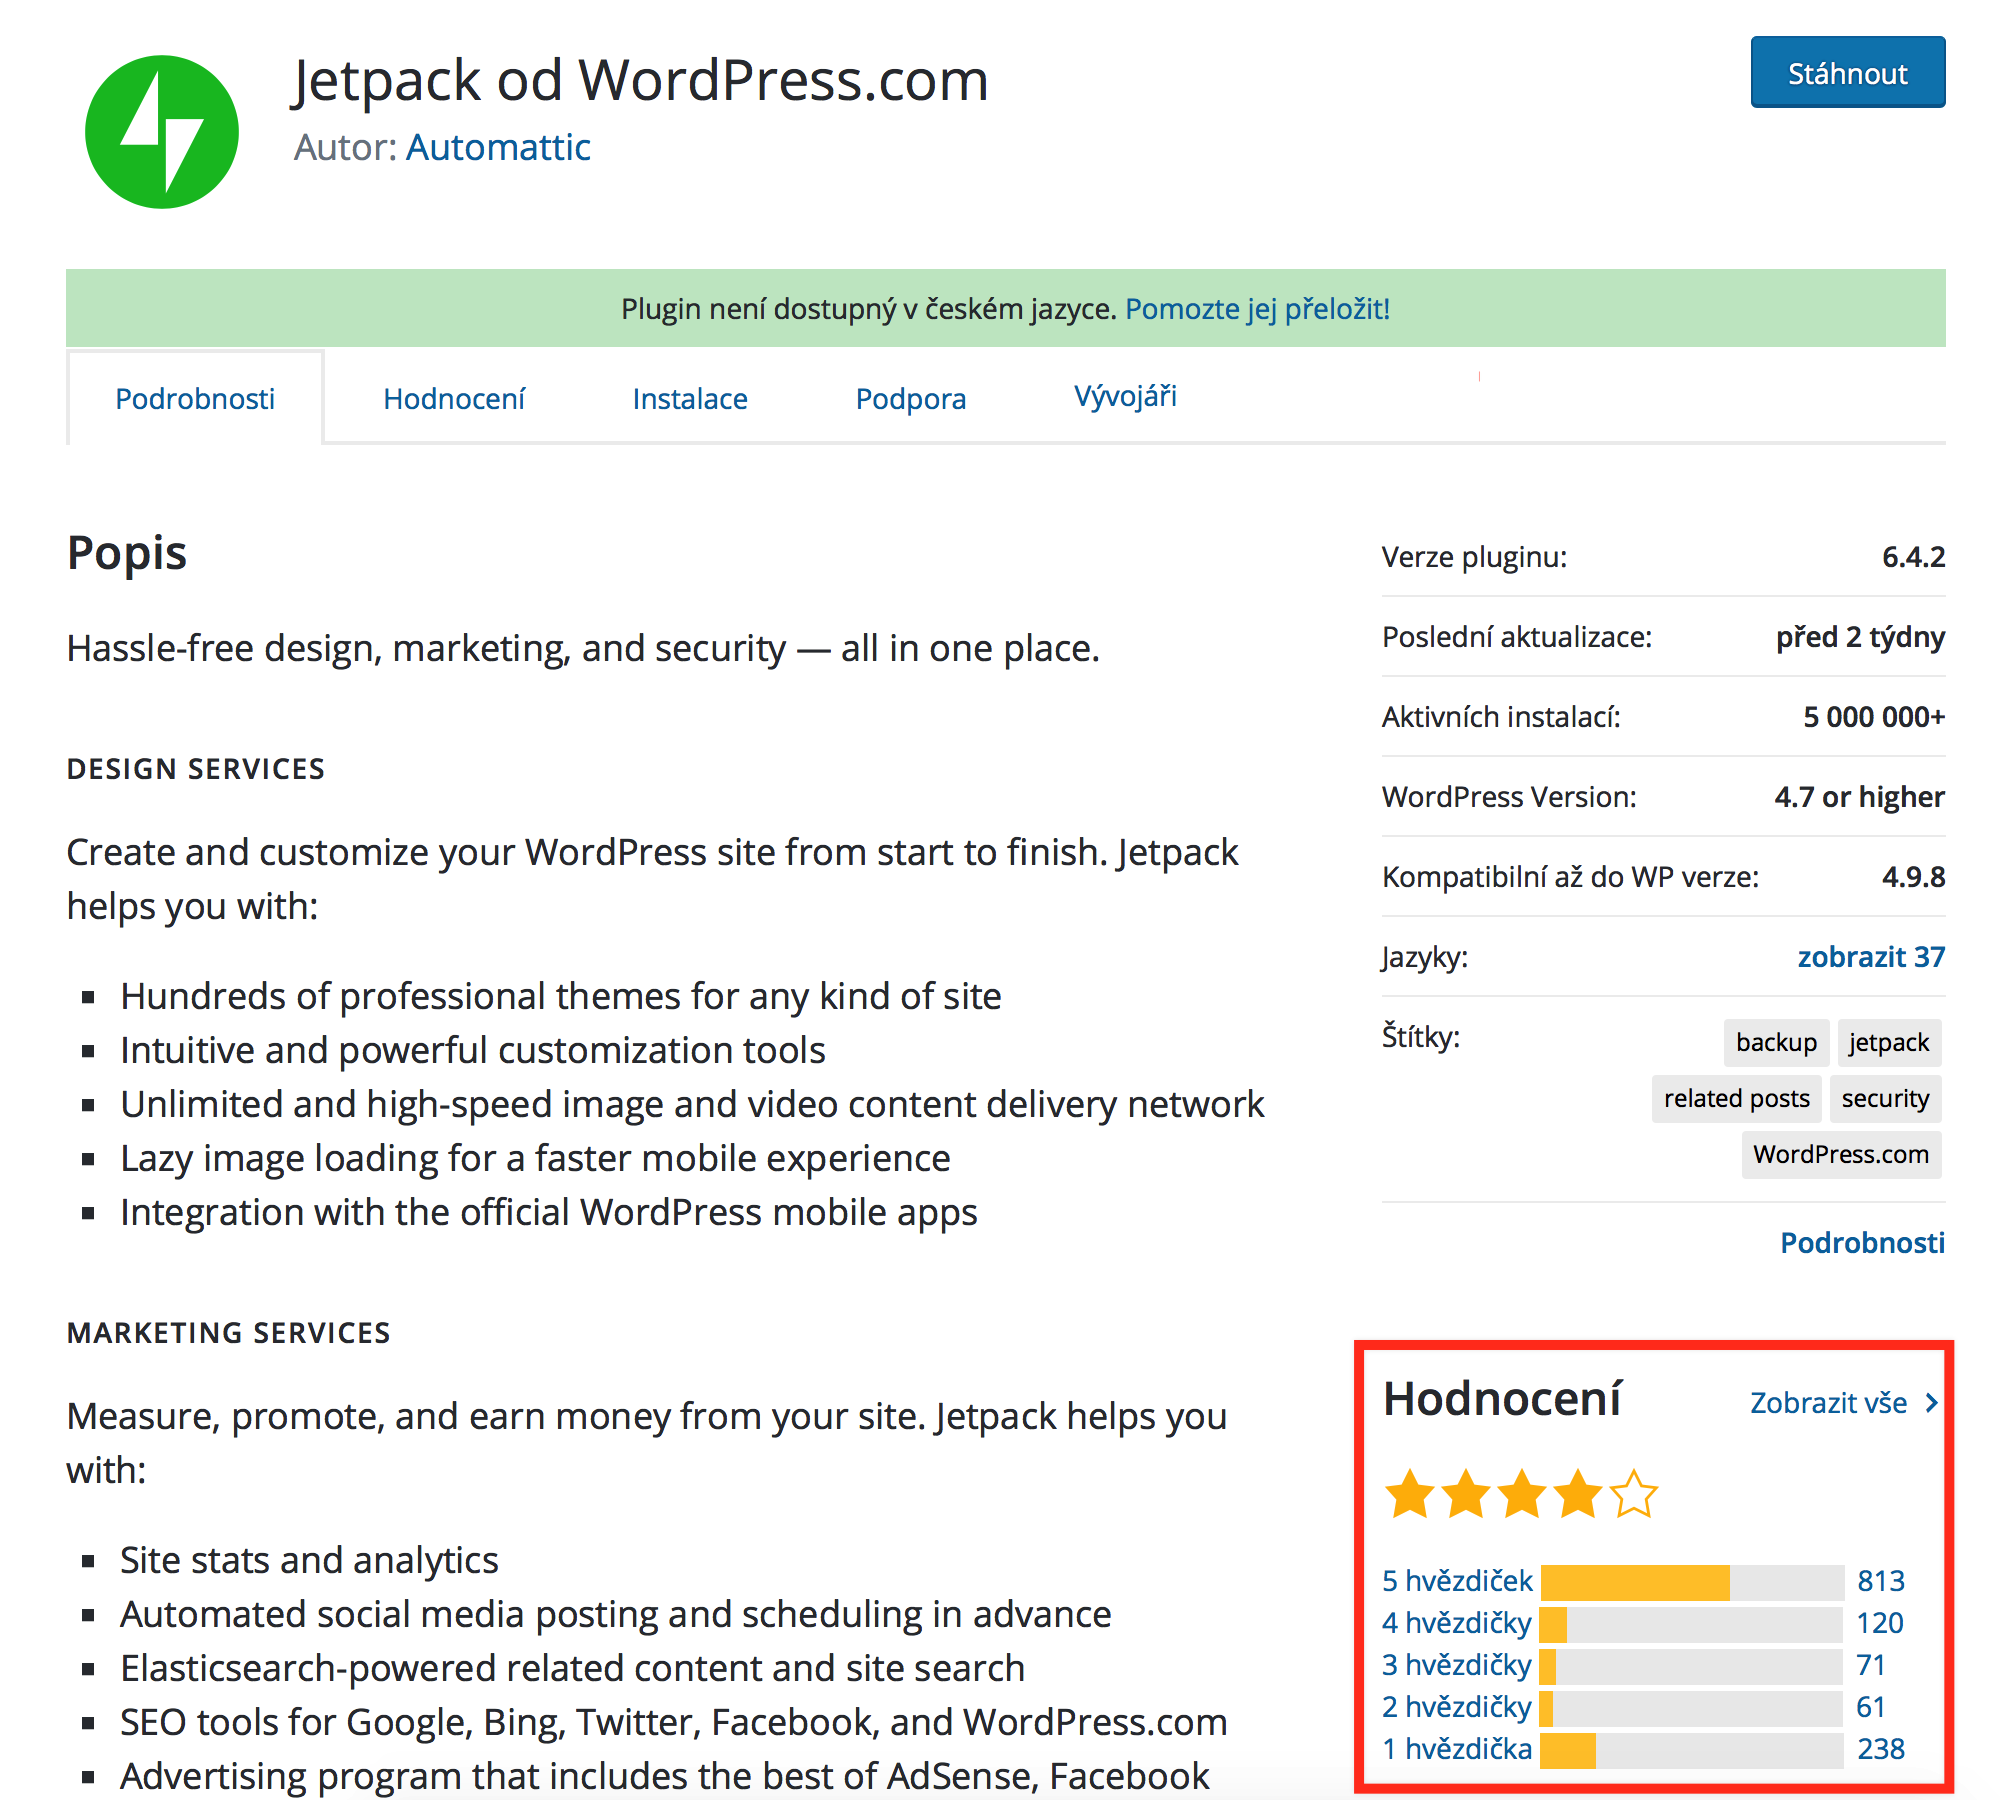 Jetpack od WordPress.com
Autor: Automattic
Stáhnout
Plugin není dostupný v českém jazyce. Pomozte jej přeložit!
Podrobnosti
Hodnocení
Instalace
Podpora
Vývojáři
Popis
Hassle-free design, marketing, and security — all in one place.
DESIGN SERVICES
Create and customize your WordPress site from start to finish. Jetpack
helps you with:
Hundreds of professional themes for any kind of site
Intuitive and powerful customization tools
Unlimited and high-speed image and video content delivery network
Lazy image loading for a faster mobile experience
Integration with the official WordPress mobile apps
MARKETING SERVICES
Measure, promote, and earn money from your site. Jetpack helps you
with:
Site stats and analytics
Automated social media posting and scheduling in advance
Elasticsearch-powered related content and site search
SEO tools for Google, Bing, Twitter, Facebook, and WordPress.com
Advertising program that includes the best of AdSense, Facebook
Verze pluginu: 6.4.2
Poslední aktualizace: před 2 týdny
Aktivních instalací: 5 000 000+
WordPress Version: 4.7 or higher
Kompatibilní až do WP verze: 4.9.8
Jazyky: zobrazit 37
Štítky: backup jetpack
related posts security
WordPress.com
Podrobnosti
Hodnocení Zobrazit vše
5 hvězdiček 813
4 hvězdičky 120
3 hvězdičky 71
2 hvězdičky 61
1 hvězdička 238